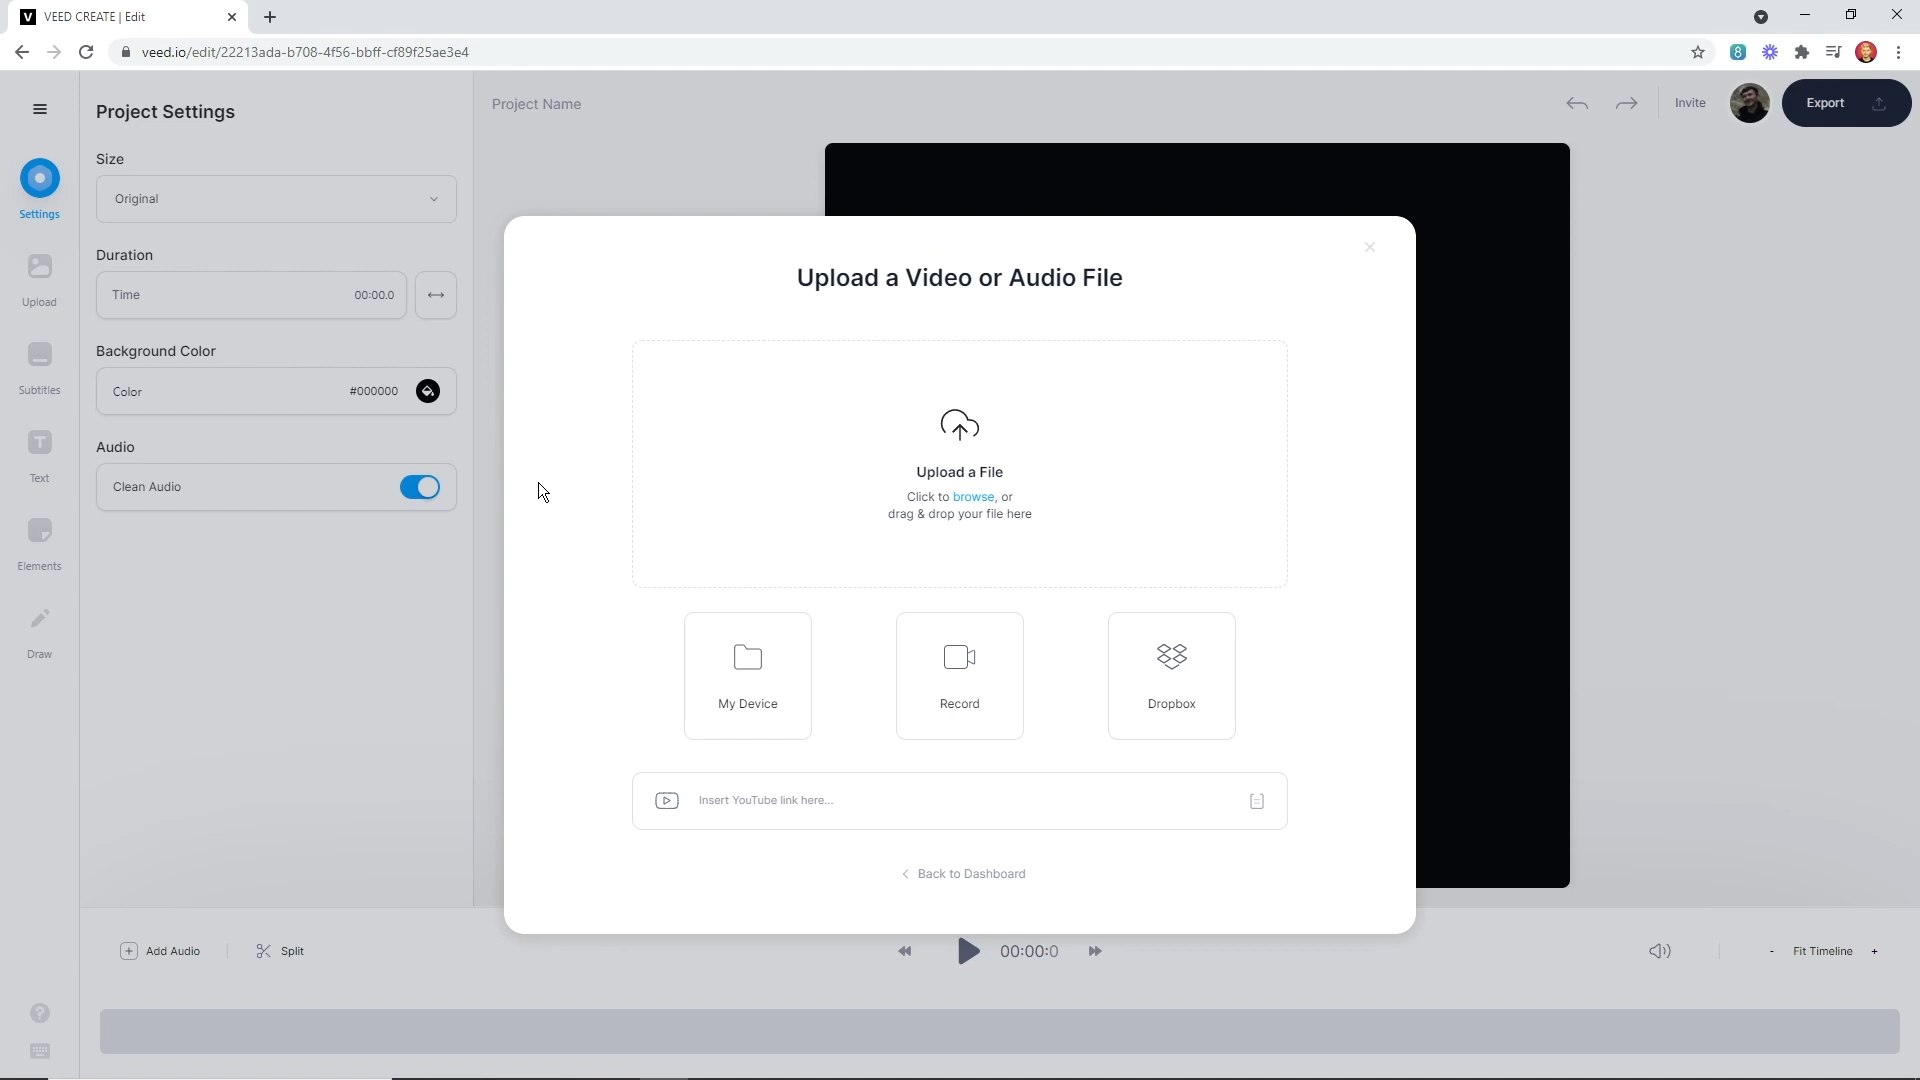 VEED CREATE | Edit
veed.io/edit/22213ada-b708-4f56-bbff-cf89f25ae3e4
Project Settings
Project Name
Invite
Export
Size
Original
Settings
Duration
Time 00:00.0
Upload
Background Color
Color #000000
Subtitles
Audio
Clean Audio
Text
Elements
Draw
Upload a Video or Audio File
Upload a File
Click to browse, or
drag & drop your file here
My Device
Record
Dropbox
Insert YouTube link here...
Back to Dashboard
Add Audio
Split
00:00:0
- Fit Timeline +